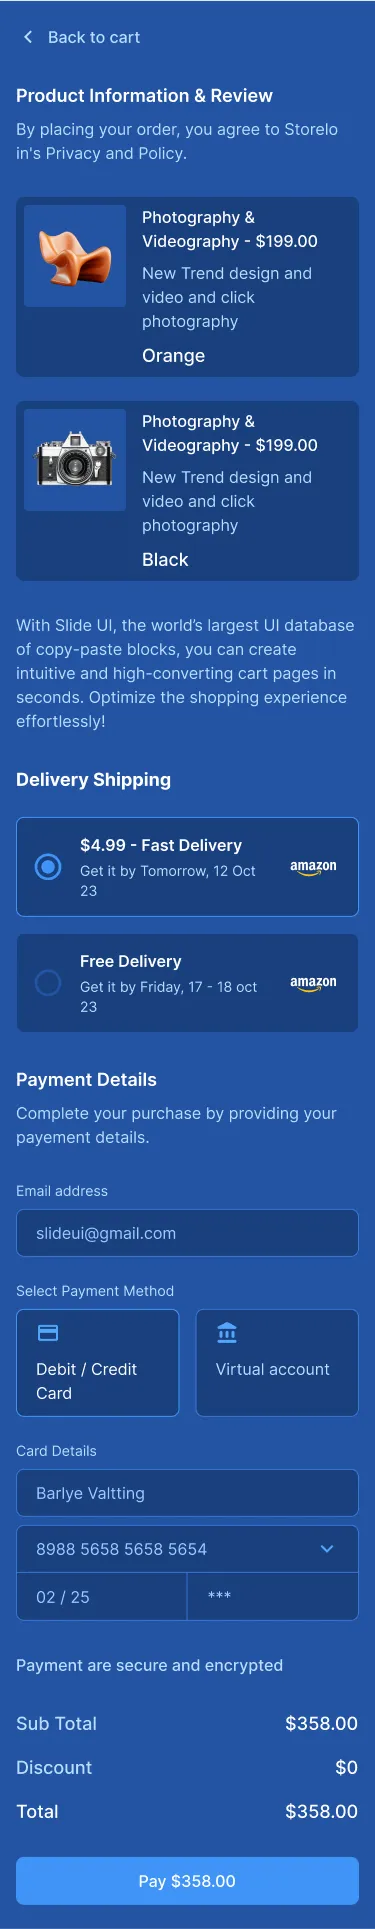 Back to cart
Product Information & Review
By placing your order, you agree to Storelo
in's Privacy and Policy.
Photography &
Videography - $199.00
New Trend design and
video and click
photography
Orange
Photography &
Videography - $199.00
New Trend design and
video and click
photography
Black
With Slide UI, the world’s largest UI database
of copy-paste blocks, you can create
intuitive and high-converting cart pages in
seconds. Optimize the shopping experience
effortlessly!
Delivery Shipping
$4.99 - Fast Delivery
Get it by Tomorrow, 12 Oct
23
amazon
Free Delivery
Get it by Friday, 17 - 18 oct
23
amazon
Payment Details
Complete your purchase by providing your
payement details.
Email address
slideui@gmail.com
Select Payment Method
Debit / Credit
Card
Virtual account
Card Details
Barlye Valtting
8988 5658 5658 5654
02 / 25
***
Payment are secure and encrypted
Sub Total $358.00
Discount $0
Total $358.00
Pay $358.00